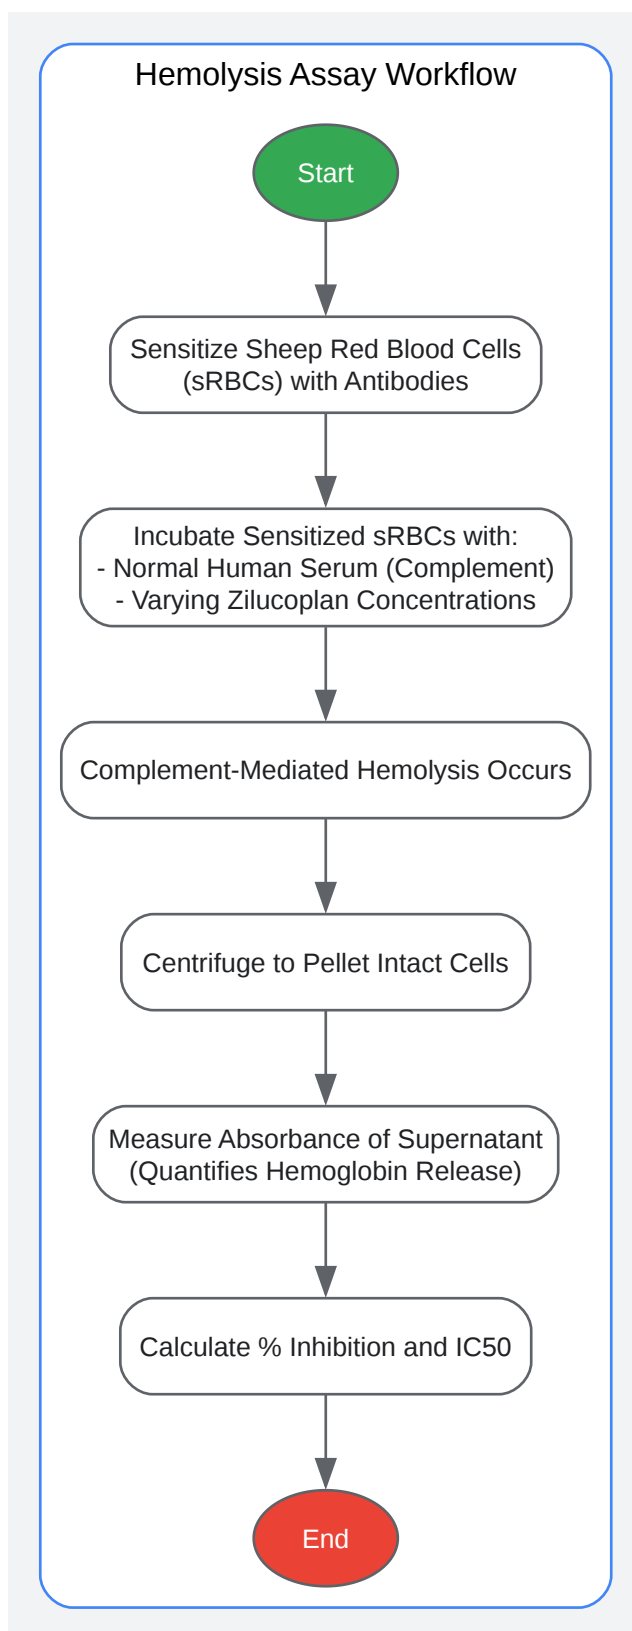 Hemolysis Assay Workflow
Start
Sensitize Sheep Red Blood Cells
(sRBCs) with Antibodies
Incubate Sensitized sRBCs with:
- Normal Human Serum (Complement)
- Varying Zilucoplan Concentrations
Complement-Mediated Hemolysis Occurs
Centrifuge to Pellet Intact Cells
Measure Absorbance of Supernatant
(Quantifies Hemoglobin Release)
Calculate % Inhibition and IC50
End